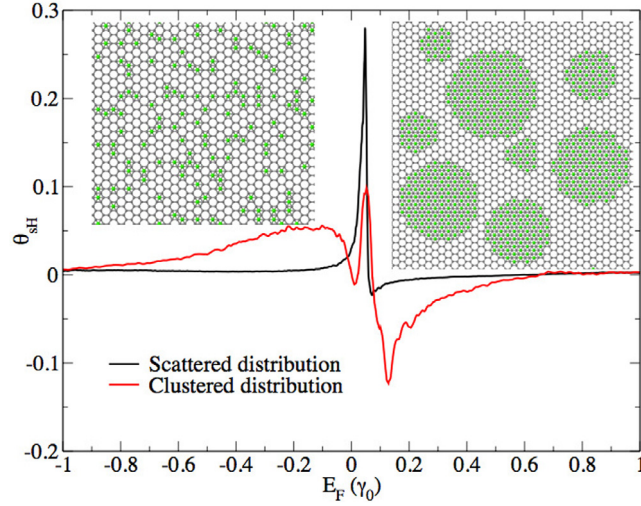 0.3
0.2
0.1
θsH
0
-0.1
Scattered distribution
Clustered distribution
-0.2
-1 -0.8 -0.6 -0.4 -0.2 0 0.2 0.4 0.6 0.8 1
EF (γ0)